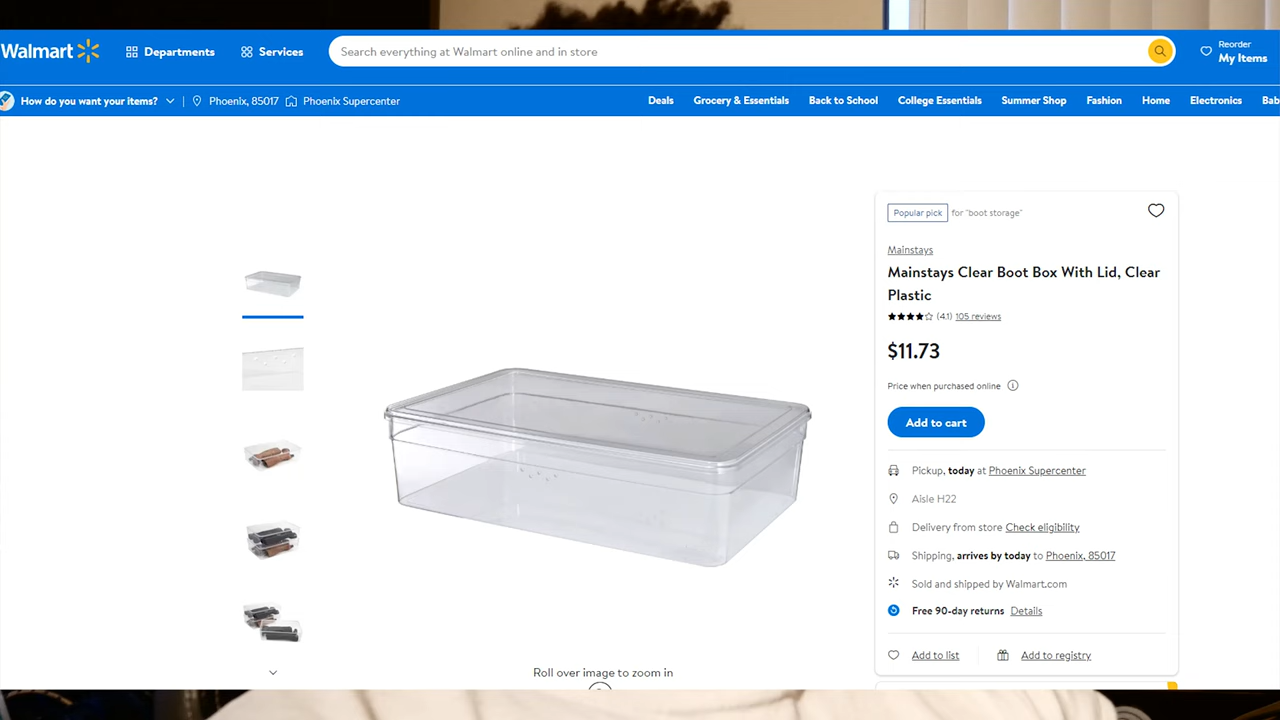 Walmart
Departments
Services
Search everything at Walmart online and in store
Reorder
My Items
How do you want your items?
Phoenix, 85017
Phoenix Supercenter
Deals
Grocery & Essentials
Back to School
College Essentials
Summer Shop
Fashion
Home
Electronics
Bab
Popular pick for "boot storage"
Mainstays
Mainstays Clear Boot Box With Lid, Clear
Plastic
(4.1) 105 reviews
$11.73
Price when purchased online
Add to cart
Pickup, today at Phoenix Supercenter
Aisle H22
Delivery from store Check eligibility
Shipping, arrives by today to Phoenix, 85017
Sold and shipped by Walmart.com
Free 90-day returns Details
Add to list
Add to registry
Roll over image to zoom in